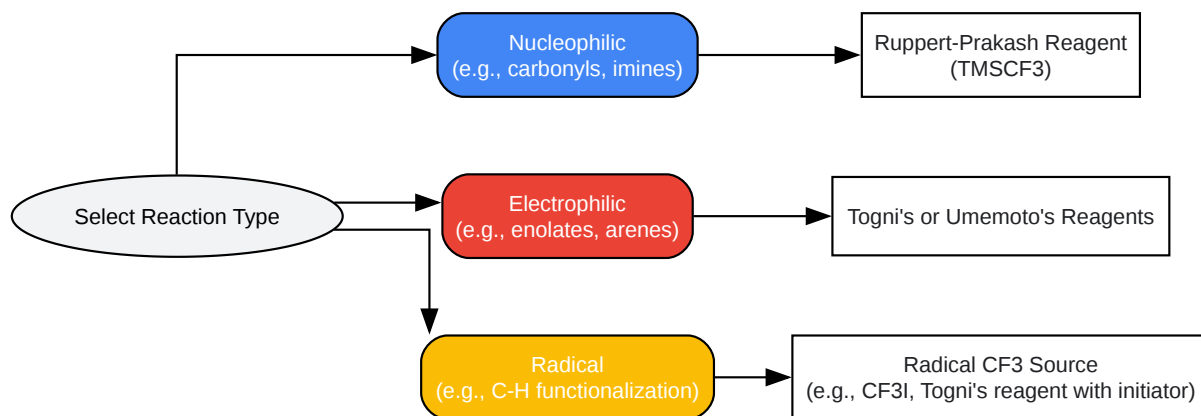 Nucleophilic
(e.g., carbonyls, imines)
Ruppert-Prakash Reagent
(TMSCF3)
Select Reaction Type
Electrophilic
(e.g., enolates, arenes)
Togni's or Umemoto's Reagents
Radical
(e.g., C-H functionalization)
Radical CF3 Source
(e.g., CF3I, Togni's reagent with initiator)